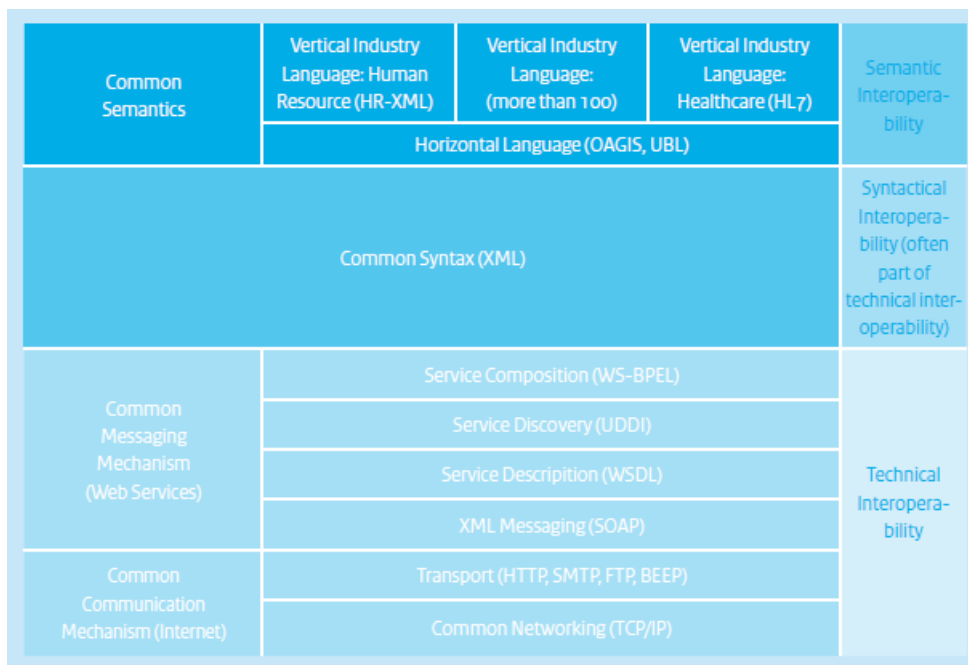 Common
Semantics
Vertical Industry
Language: Human
Resource (HR-XML)
Vertical Industry
Language:
(more than 100)
Vertical Industry
Language:
Healthcare (HL7)
Horizontal Language (OAGIS, UBL)
Semantic
Interopera-
bility
Common Syntax (XML)
Syntactical
Interopera-
bility (often
part of
technical inter-
operability)
Common
Messaging
Mechanism
(Web Services)
Service Composition (WS-BPEL)
Service Discovery (UDDI)
Service Descripition (WSDL)
XML Messaging (SOAP)
Technical
Interopera-
bility
Common
Communication
Mechanism (Internet)
Transport (HTTP, SMTP, FTP, BEEP)
Common Networking (TCP/IP)